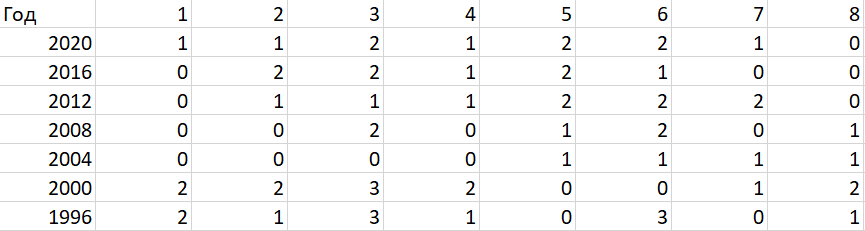 Год 1 2 3 4 5 6 7 8
2020 1 1 2 1 2 2 1 0
2016 0 2 2 1 2 1 0 0
2012 0 1 1 1 2 2 2 0
2008 0 0 2 0 1 2 0 1
2004 0 0 0 0 1 1 1 1
2000 2 2 3 2 0 0 1 2
1996 2 1 3 1 0 3 0 1